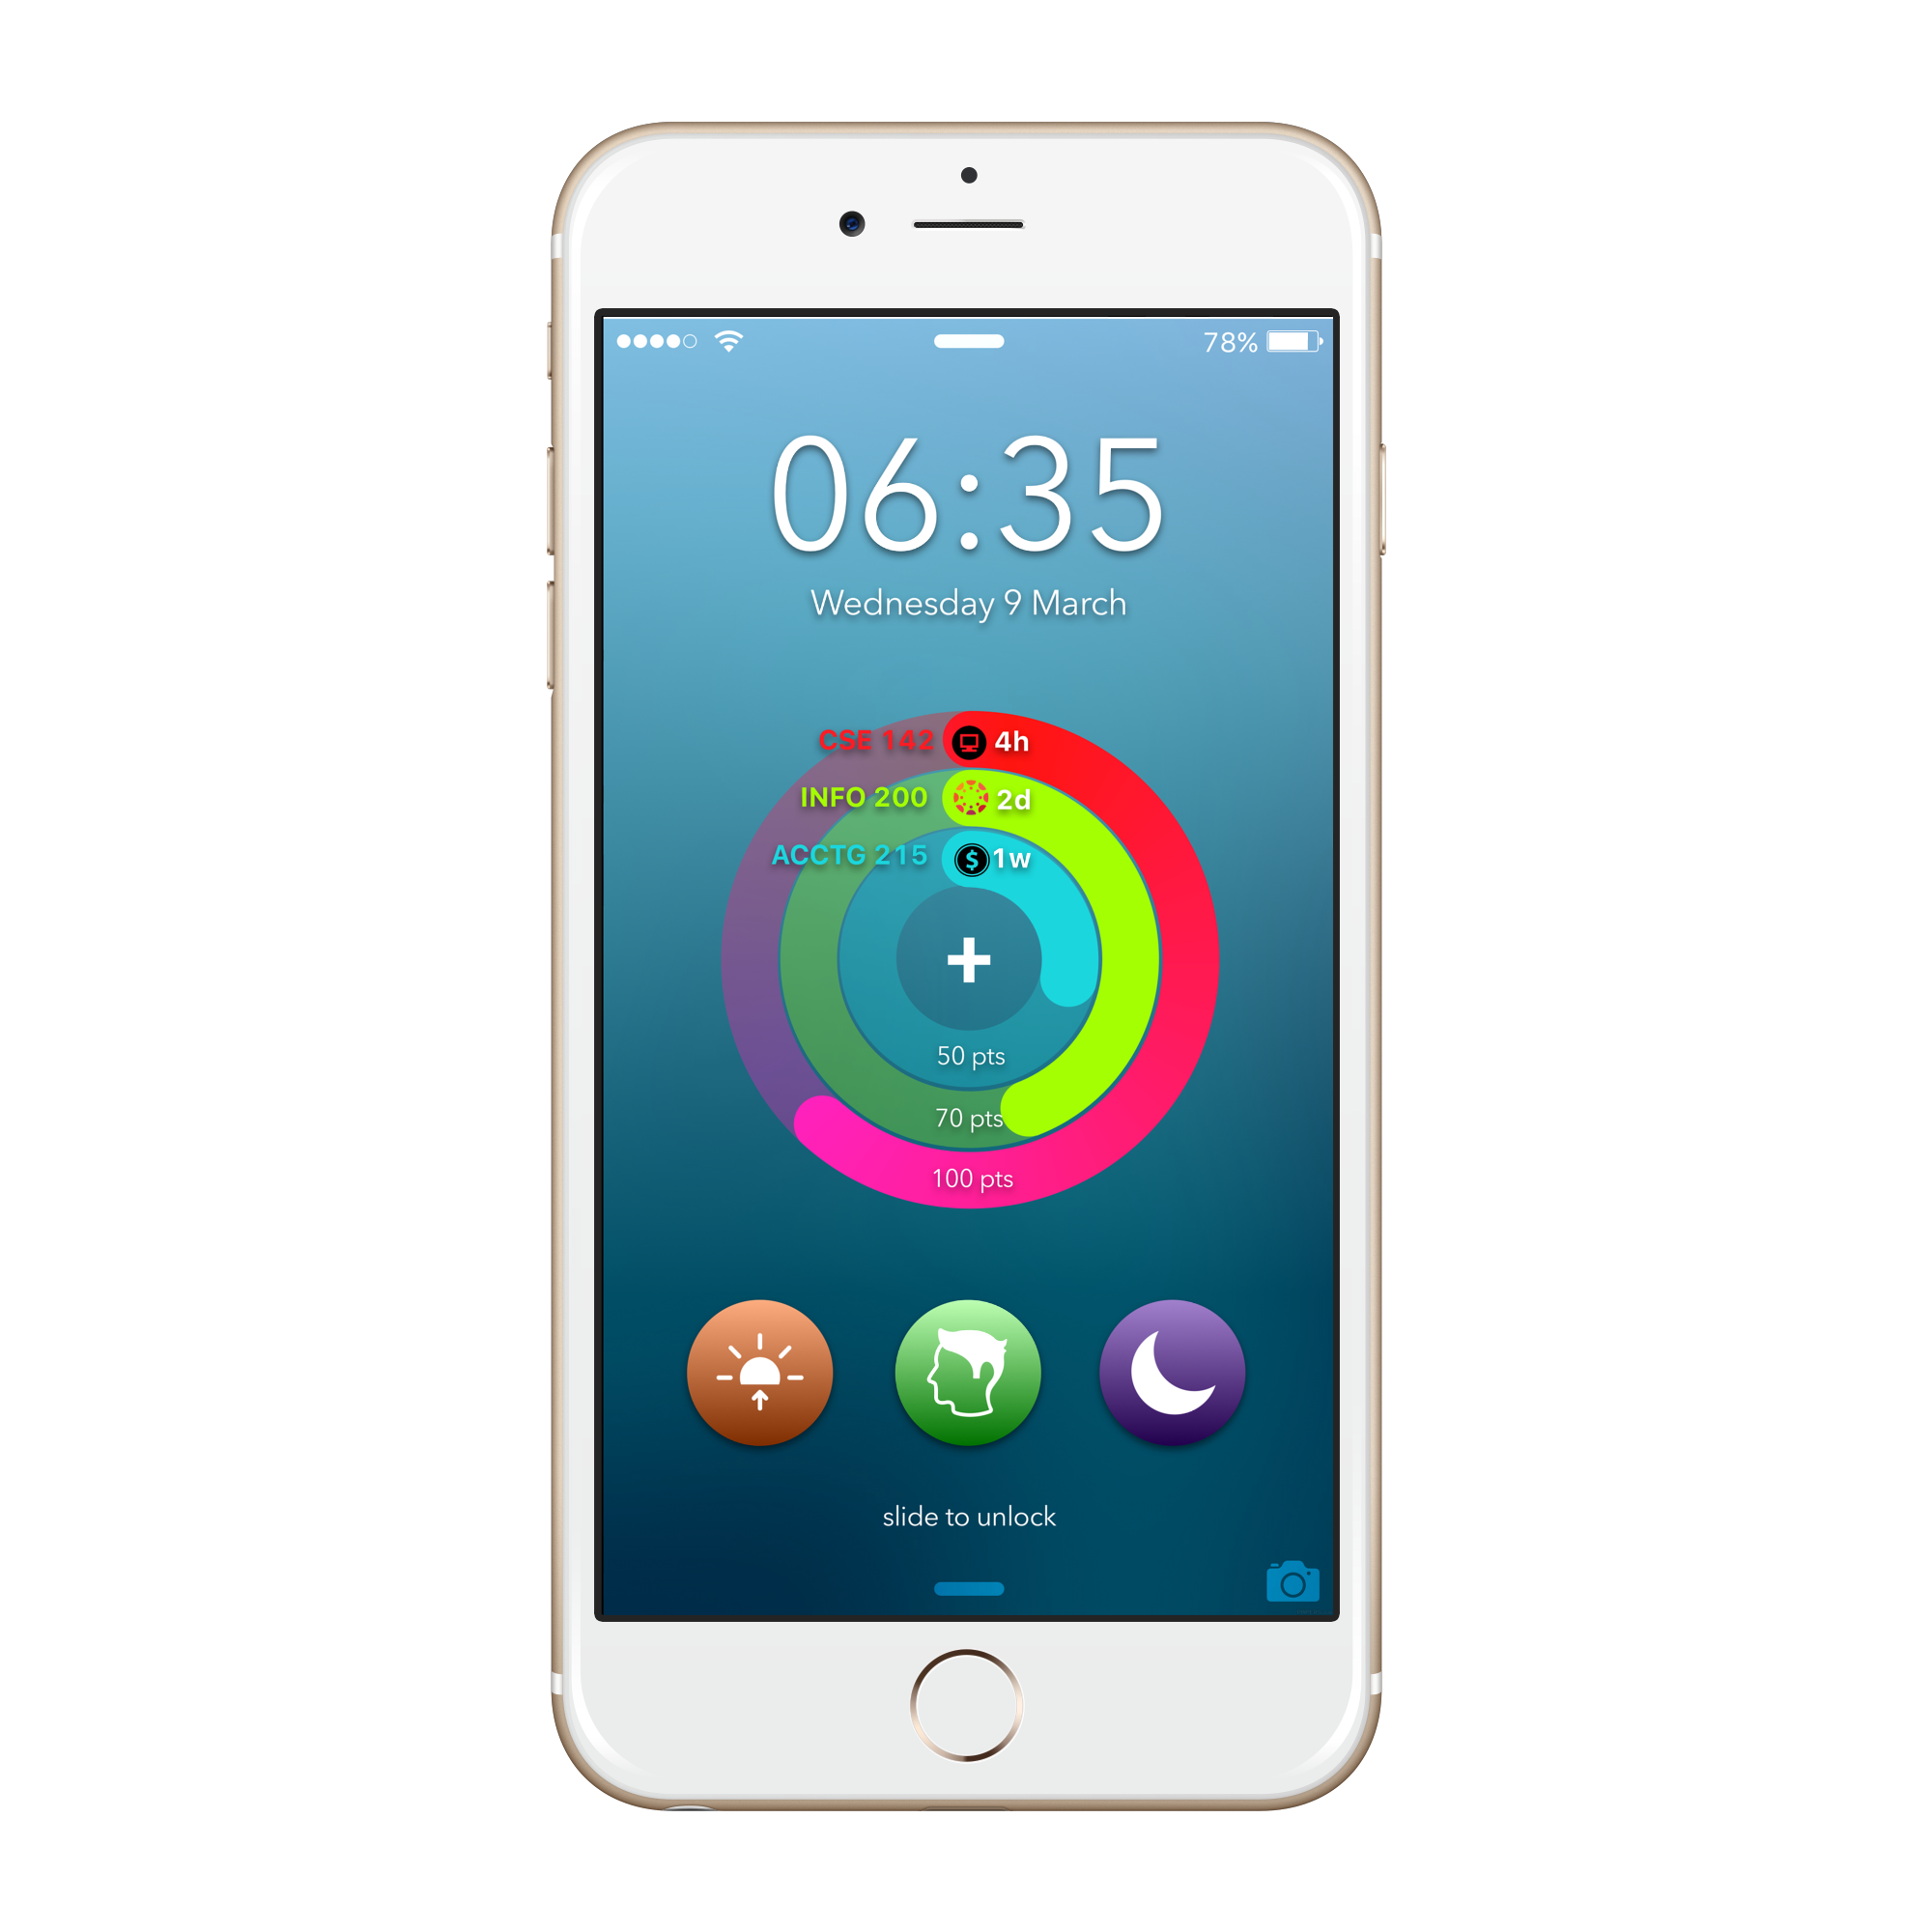 78%
06:35
Wednesday 9 March
CSE 142 4h
INFO 200 2d
ACCTG 215 $ 1w
+
50 pts
70 pts
100 pts
slide to unlock